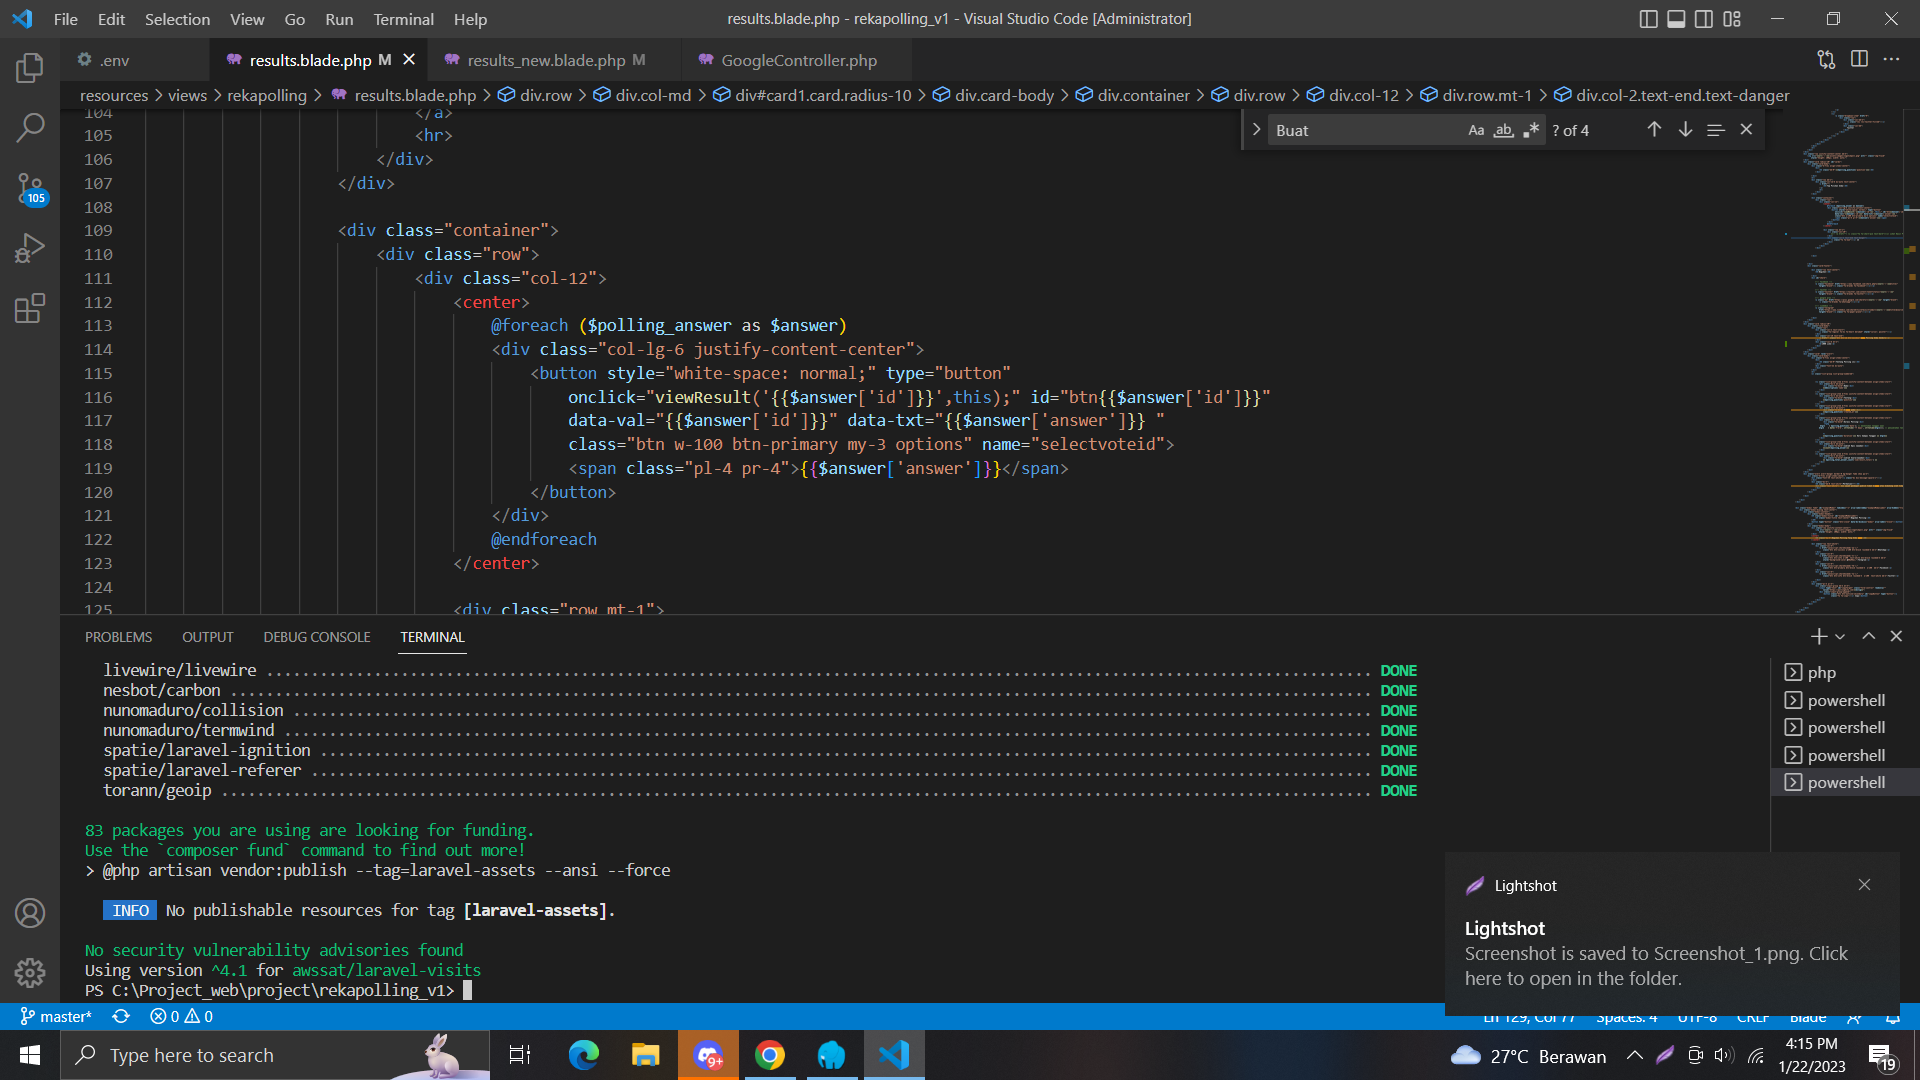 File Edit Selection View Go Run Terminal Help
results.blade.php - rekapolling_v1 - Visual Studio Code [Administrator]
.env
results.blade.php M
results_new.blade.php M
GoogleController.php
resources > views > rekapolling > results.blade.php > div.row > div.col-md > div#card1.card.radius-10 > div.card-body > div.container > div.row > div.col-12 > div.row.mt-1 > div.col-2.text-end.text-danger
Buat Aa ab ? of 4
104 </a>
105 <hr>
106 </div>
107 </div>
108
109 <div class="container">
110 <div class="row">
111 <div class="col-12">
112 <center>
113 @foreach ($polling_answer as $answer)
114 <div class="col-lg-6 justify-content-center">
115 <button style="white-space: normal;" type="button"
116 onclick="viewResult('{{$answer['id']}}',this);" id="btn{{$answer['id']}}"
117 data-val="{{$answer['id']}}" data-txt="{{$answer['answer']}} "
118 class="btn w-100 btn-primary my-3 options" name="selectvoteid">
119 <span class="pl-4 pr-4">{{$answer['answer']}}</span>
120 </button>
121 </div>
122 @endforeach
123 </center>
124
125 <div class="row mt-1">
105
PROBLEMS OUTPUT DEBUG CONSOLE TERMINAL
livewire/livewire ........ DONE
nesbot/carbon ........ DONE
nunomaduro/collision ........ DONE
nunomaduro/termwind ........ DONE
spatie/laravel-ignition ........ DONE
spatie/laravel-referer ........ DONE
torann/geoip ........ DONE
83 packages you are using are looking for funding.
Use the `composer fund` command to find out more!
> @php artisan vendor:publish --tag=laravel-assets --ansi --force
INFO No publishable resources for tag [laravel-assets].
No security vulnerability advisories found
Using version ^4.1 for awssat/laravel-visits
PS C:\Project_web\project\rekapolling_v1>
php
powershell
powershell
powershell
powershell
Lightshot
Lightshot
Screenshot is saved to Screenshot_1.png. Click
here to open in the folder.
master* 0 0
Ln 129, Col 77 Spaces: 4 UTF-8 CRLF Blade
Type here to search
9+
27°C Berawan
4:15 PM
1/22/2023
19